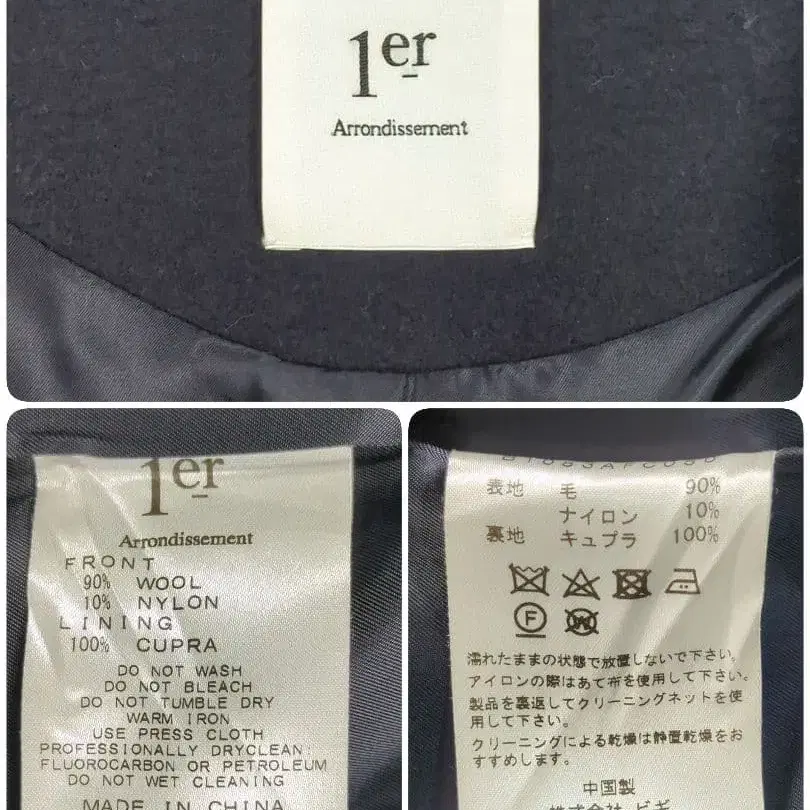 1er
Arrondissement
1er
Arrondissement
FRONT
90% WOOL
10% NYLON
LINING
100% CUPRA
DO NOT WASH
DO NOT BLEACH
DO NOT TUMBLE DRY
WARM IRON
USE PRESS CLOTH
PROFESSIONALLY DRYCLEAN:
FLUOROCARBON OR PETROLEUM
DO NOT WET CLEANING
MADE IN CHINA
表地 毛 90%
ナイロン 10%
裏地 キュプラ 100%
F
W
濡れたままの状態で放置しないで下さい。
アイロンの際はあて布を使用して下さい。
製品を裏返してクリーニングネットを使
用して下さい。
クリーニングによる乾燥は静置乾燥をお
すすめします。
中国製
株式会社 ビギ